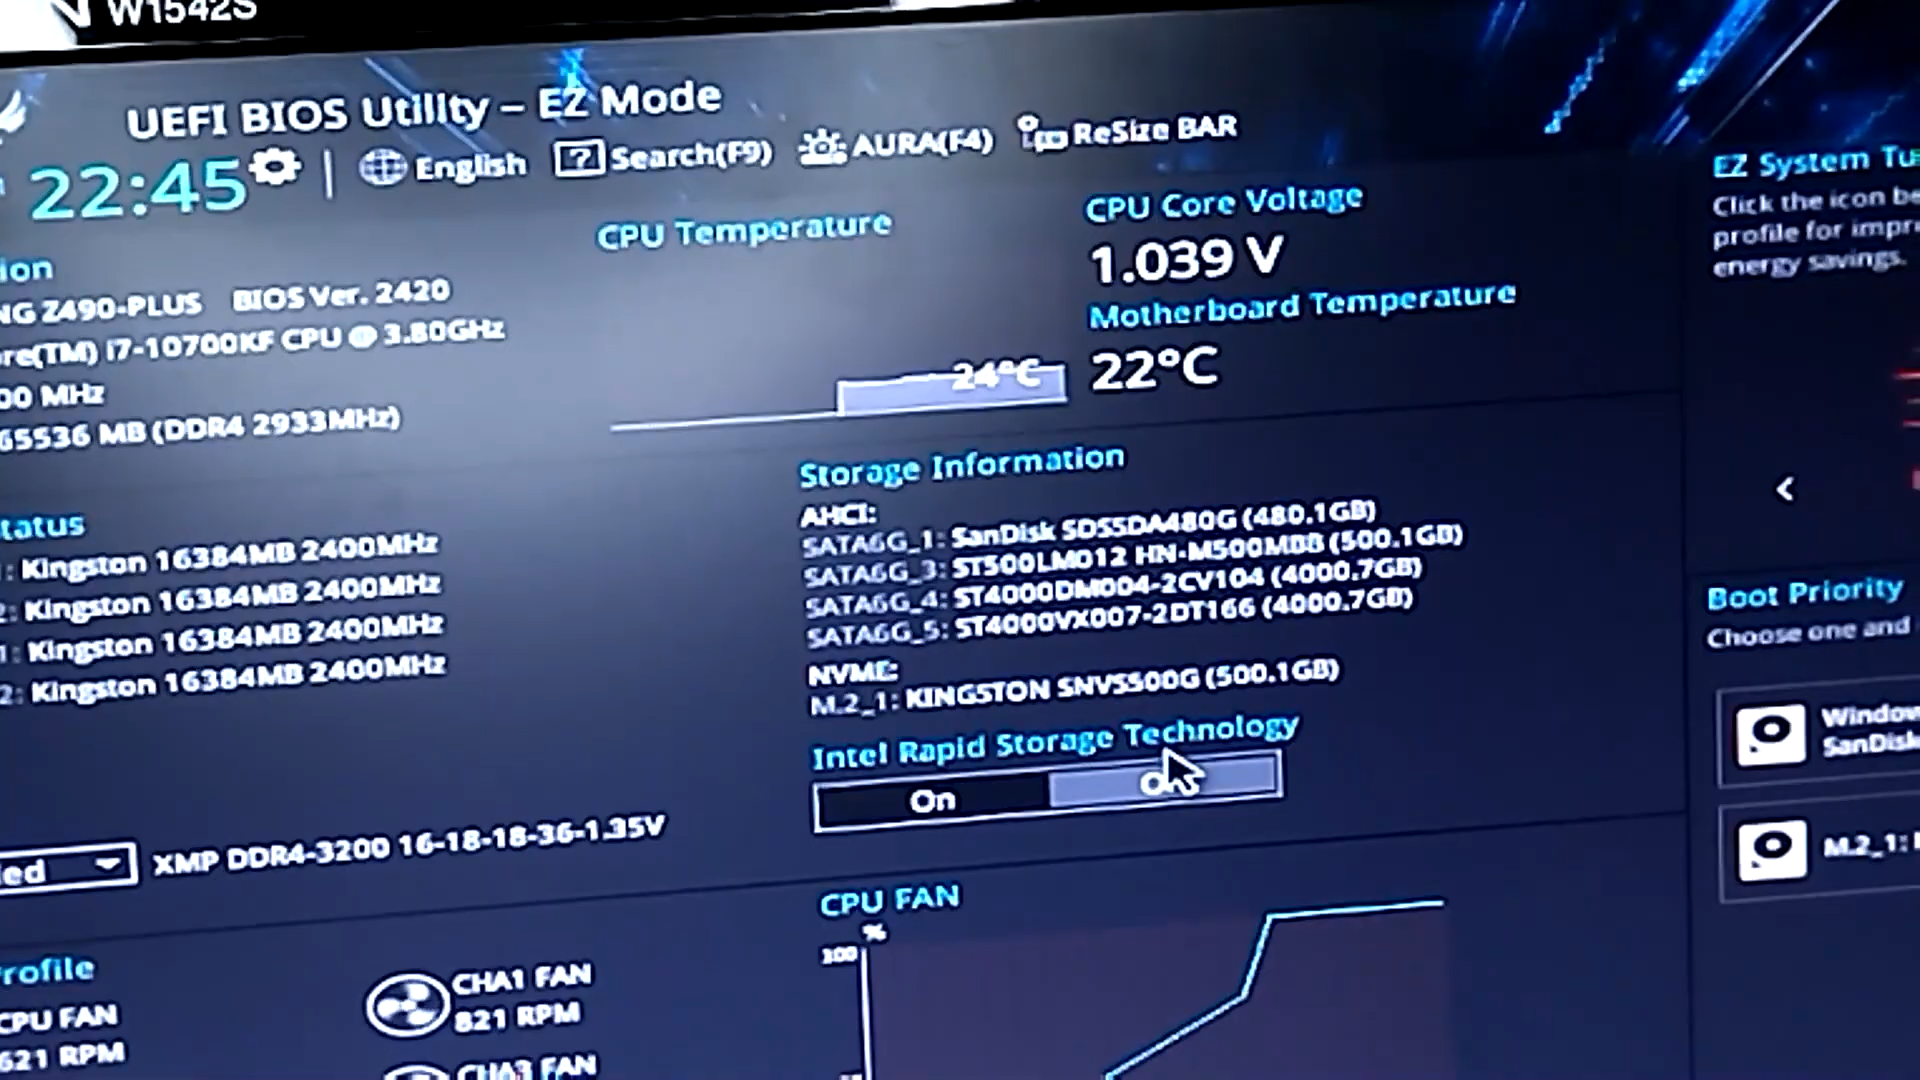 W1542S
UEFI BIOS Utility – EZ Mode
22:45
English
Search(F9)
AURA(F4)
ReSize BAR
NG Z490-PLUS BIOS Ver. 2420
i7-10700KF CPU @ 3.80GHz
00 MHz
65536 MB (DDR4 2933MHz)
CPU Temperature
24°C
CPU Core Voltage
1.039 V
Motherboard Temperature
22°C
EZ System Tu
Click the icon be
profile for impr
energy savings.
tatus
: Kingston 16384MB 2400MHz
2: Kingston 16384MB 2400MHz
1: Kingston 16384MB 2400MHz
2: Kingston 16384MB 2400MHz
Storage Information
AHCI:
SATA6G_1: SanDisk SDSSDA480G (480.1GB)
SATA6G_3: ST500LM012 HN-M500MBB (500.1GB)
SATA6G_4: ST4000DM004-2CV104 (4000.7GB)
SATA6G_5: ST4000VX007-2DT166 (4000.7GB)
NVME:
M.2_1: KINGSTON SNVS500G (500.1GB)
Intel Rapid Storage Technology
On
XMP DDR4-3200 16-18-18-36-1.35V
Boot Priority
Choose one and
Window
SanDisk
M.2_1:
rofile
CPU FAN
621 RPM
CHA1 FAN
821 RPM
CHA3 FAN
CPU FAN
%
100